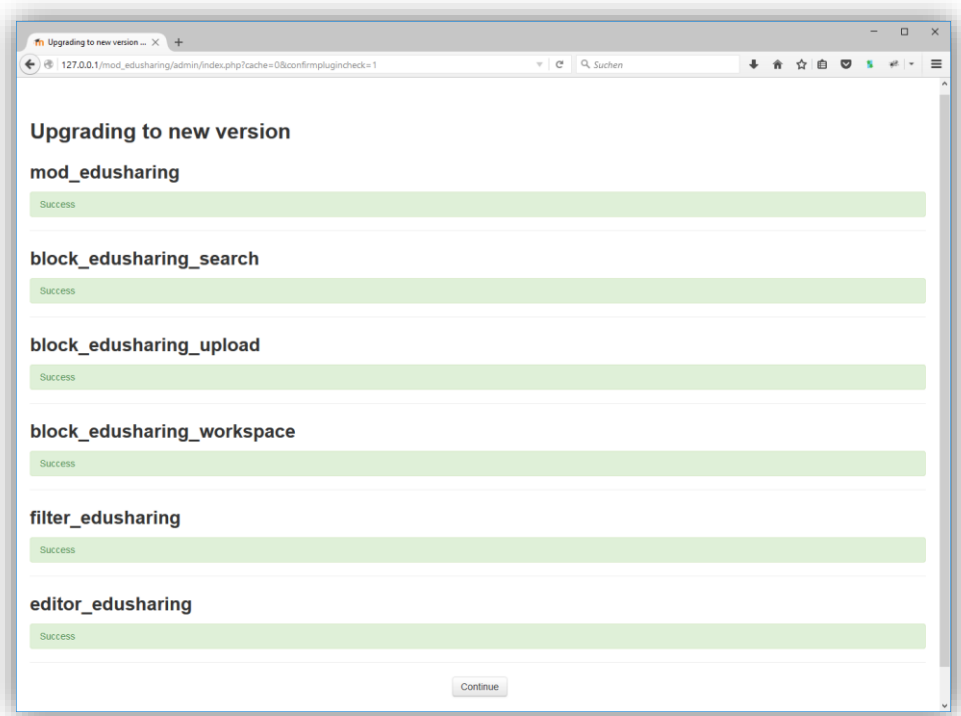 Upgrading to new version ...
127.0.0.1/mod_edusharing/admin/index.php?cache=0&confirmplugincheck=1
Suchen
Upgrading to new version
mod_edusharing
Success
block_edusharing_search
Success
block_edusharing_upload
Success
block_edusharing_workspace
Success
filter_edusharing
Success
editor_edusharing
Success
Continue